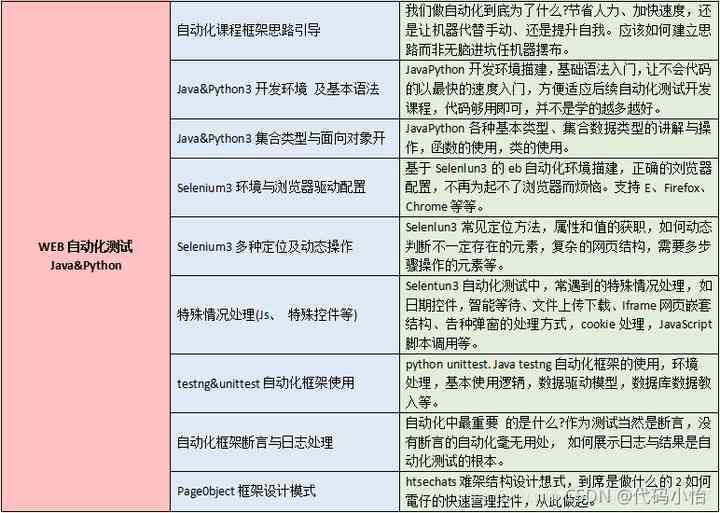 WEB 自动化测试
Java&Python
自动化课程框架思路引导
我们做自动化到底为了什么?节省人力、加快速度，还
是让机器代替手动、还是提升自我。应该如何建立思
路而非无脑进坑任机器摆布。
Java&Python3 开发环境 及基本语法
JavaPython 开发环境描建，基础语法入门，让不会代码
的以最快的速度入门，方便适应后续自动化测试开发
课程，代码够用即可，并不是学的越多越好。
Java&Python3 集合类型与面向对象开
JavaPython 各种基本类型、集合数据类型的讲解与
操作，函数的使用，类的使用。
Selenium3 环境与浏览器驱动配置
基于 Selenlun3 的 eb 自动化环境描建，正确的刘览器
配置，不再为起不了浏览器而烦恼。支持 E、Firefox、
Chrome 等等。
Selenium3 多种定位及动态操作
Selenlun3 常见定位方法，属性和值的获职，如何动态
判断不一定存在的元素，复杂的网页结构，需要多步
骤操作的元素等。
特殊情况处理(Js、 特殊控件等)
Selentun3 自动化测试中，常遇到的特殊情况处理，如
日期控件，智能等待、文件上传下载、Iframe 网页嵌套
结构、告种弹窗的处理方式，cookie 处理，JavaScript
脚本调用等。
testng&unittest 自动化框架使用
python unittest. Java testng 自动化框架的使用，环境
处理，基本使用逻辑，数据驱动模型，数据库数据教
入等。
自动化框架断言与日志处理
自动化中最重要 的是什么?作为测试当然是断言，没
有断言的自动化毫无用处， 如何展示日志与结果是自
动化测试的根本。
PageObject 框架设计模式
htsechats 难架结构设计想式，到席是做什么的 2 如何
電仔的快速営理控件，从此做起。
CSDN @代码小怡